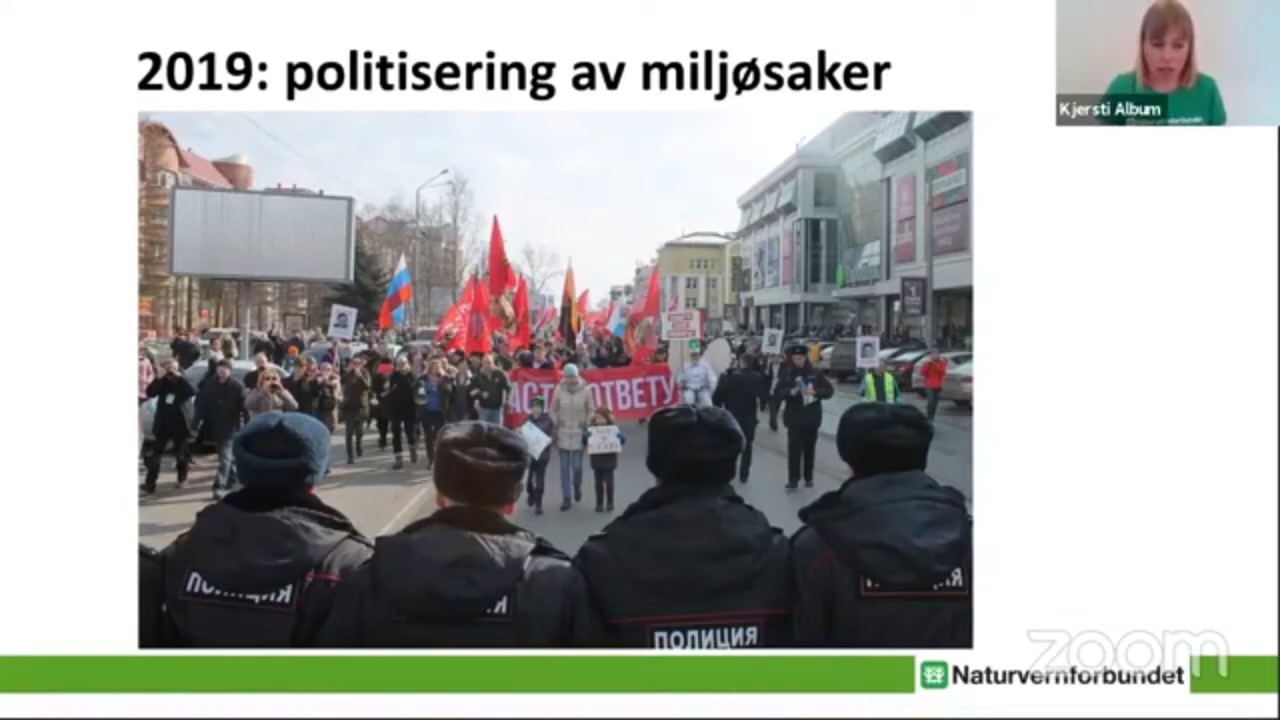 2019: politisering av miljøsaker
Kjersti Album
ОТВЕТУ
ПОЛИЦИЯ
ПОЛИЦИЯ
Naturvernforbundet
zoom